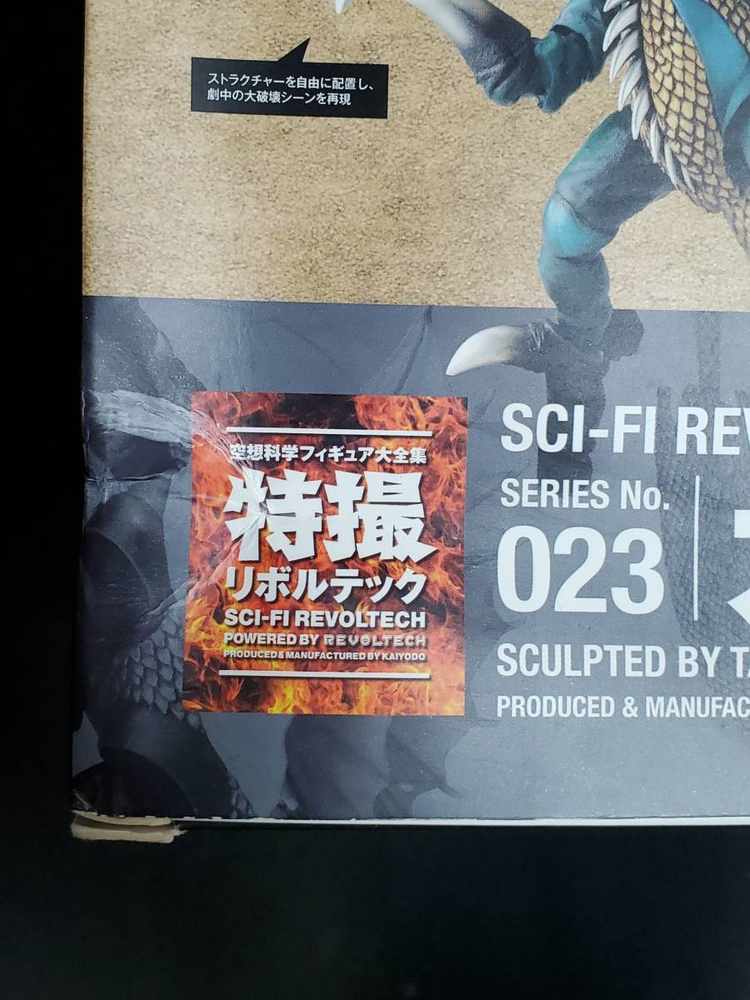 ストラクチャーを自由に配置し、
劇中の大破壊シーンを再現
空想科学フィギュア大全集
特撮
リボルテック
SCI-FI REVOLTECH
POWERED BY REVOLTECH
PRODUCED & MANUFACTURED BY KAIYODO
SCI-FI REV
SERIES No.
023
SCULPTED BY TA
PRODUCED & MANUFAC